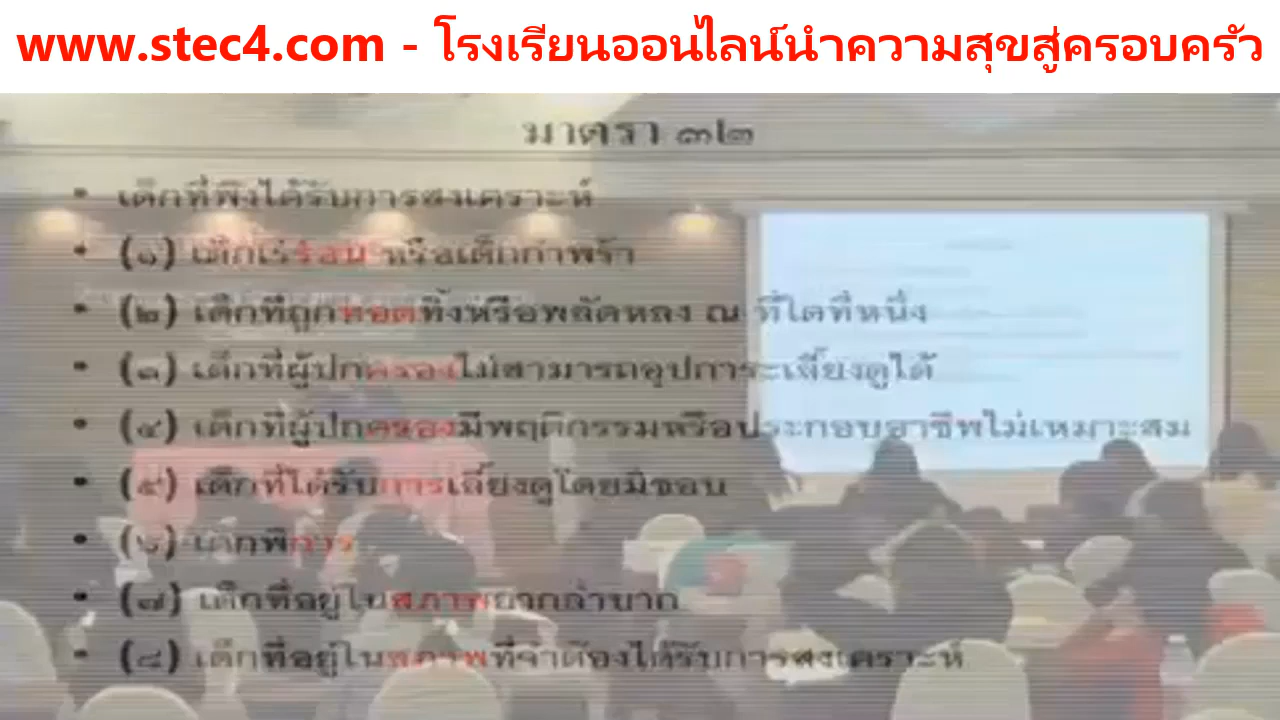 www.stec4.com - โรงเรียนออนไลน์นำความสุขสู่ครอบครัว
มาตรา ๓๒
• เด็กที่พึงได้รับการสงเคราะห์
• (๑) เด็กเร่ร่อน หรือเด็กกำพร้า
• (๒) เด็กที่ถูกทอดทิ้งหรือพลัดหลง ณ ที่ใดที่หนึ่ง
• (๓) เด็กที่ผู้ปกครองไม่สามารถอุปการะเลี้ยงดูได้
• (๔) เด็กที่ผู้ปกครองมีพฤติกรรมหรือประกอบอาชีพไม่เหมาะสม
• (๕) เด็กที่ได้รับการเลี้ยงดูโดยมิชอบ
• (๖) เด็กพิการ
• (๗) เด็กที่อยู่ในสภาพยากลำบาก
• (๘) เด็กที่อยู่ในสภาพที่จำต้องได้รับการสงเคราะห์